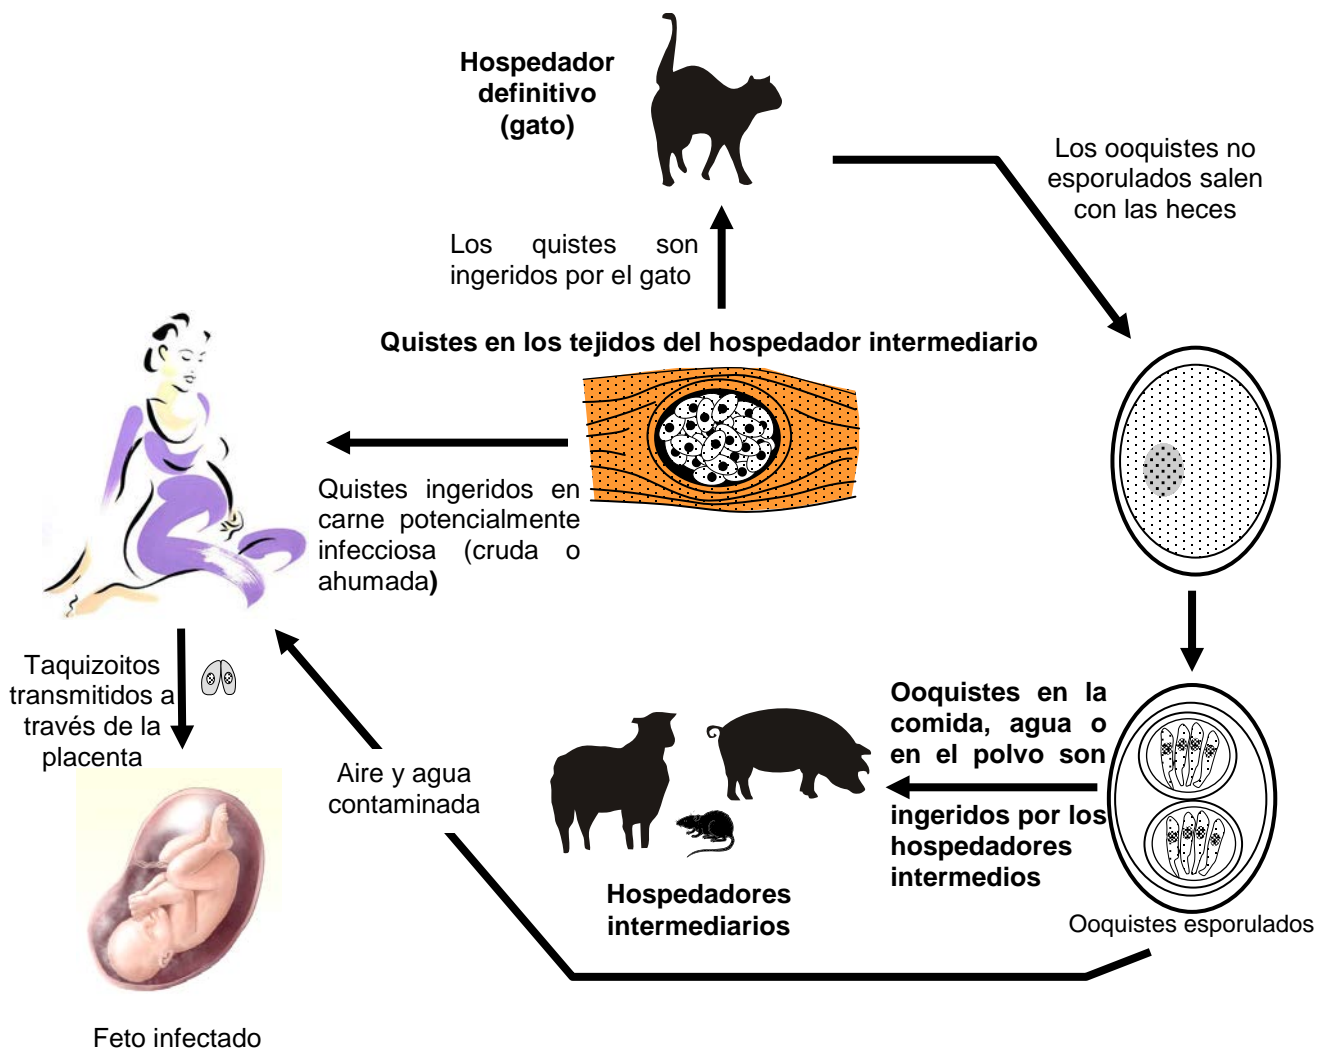 Hospedador
definitivo
(gato)
Los ooquistes no
esporulados salen
con las heces
Los quistes son
ingeridos por el gato
Quistes en los tejidos del hospedador intermediario
Quistes ingeridos en
carne potencialmente
infecciosa (cruda o
ahumada)
Taquizoitos
transmitidos a
través de la
placenta
Ooquistes en la
comida, agua o
en el polvo son
ingeridos por los
hospedadores
intermedios
Aire y agua
contaminada
Hospedadores
intermediarios
Ooquistes esporulados
Feto infectado